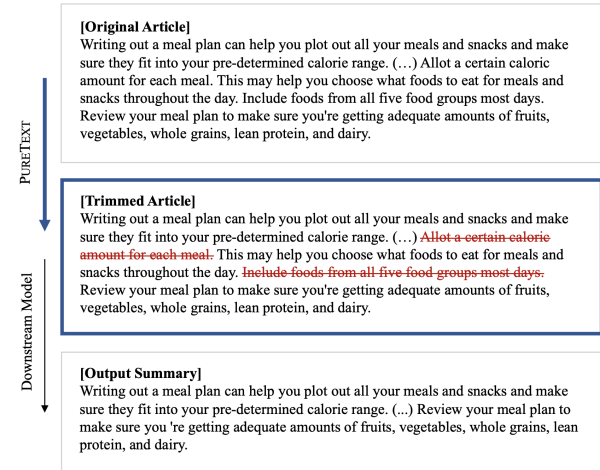 [Original Article]
Writing out a meal plan can help you plot out all your meals and snacks and make
sure they fit into your pre-determined calorie range. (…) Allot a certain caloric
amount for each meal. This may help you choose what foods to eat for meals and
snacks throughout the day. Include foods from all five food groups most days.
Review your meal plan to make sure you're getting adequate amounts of fruits,
vegetables, whole grains, lean protein, and dairy.
PURETEXT
[Trimmed Article]
Writing out a meal plan can help you plot out all your meals and snacks and make
sure they fit into your pre-determined calorie range. (…) Allot a certain caloric
amount for each meal. This may help you choose what foods to eat for meals and
snacks throughout the day. Include foods from all five food groups most days.
Review your meal plan to make sure you're getting adequate amounts of fruits,
vegetables, whole grains, lean protein, and dairy.
Downstream Model
[Output Summary]
Writing out a meal plan can help you plot out all your meals and snacks and make
sure they fit into your pre-determined calorie range. (...) Review your meal plan to
make sure you 're getting adequate amounts of fruits, vegetables, whole grains, lean
protein, and dairy.